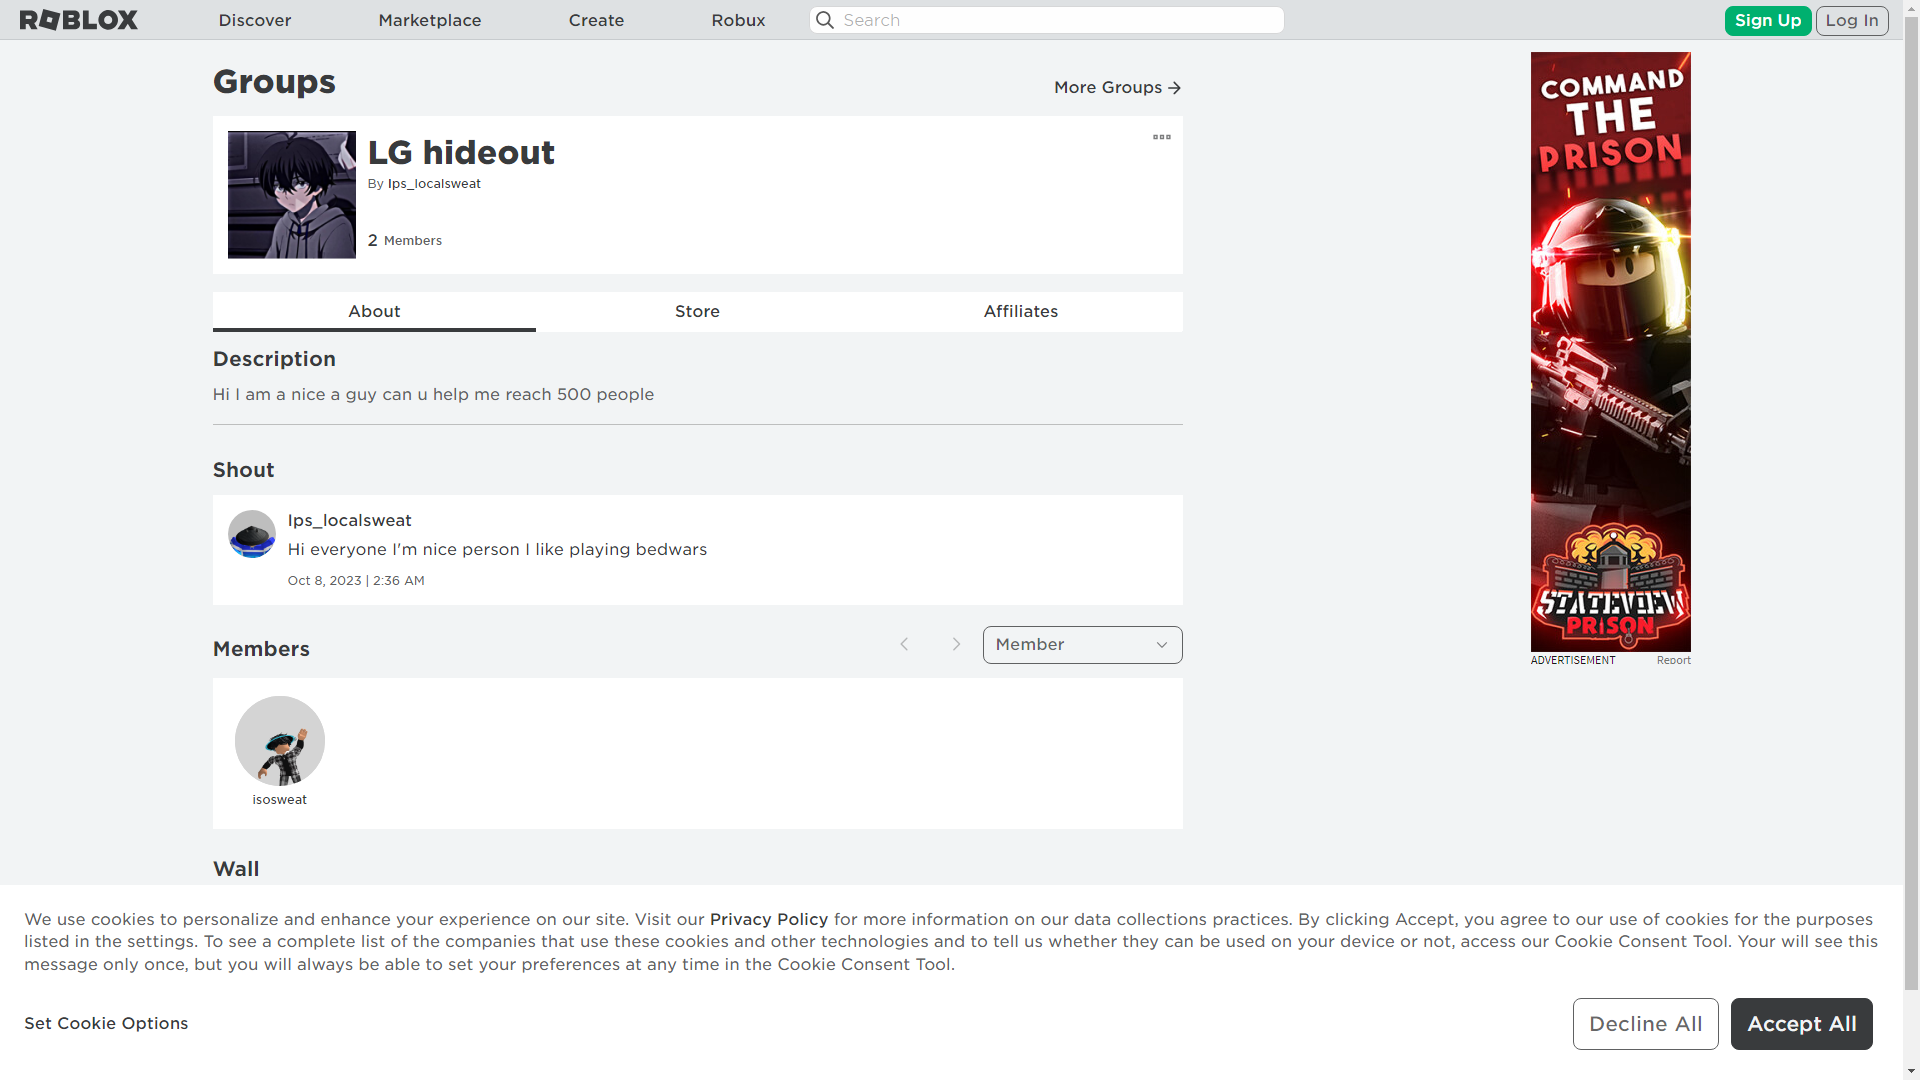 ROBLOX
Discover
Marketplace
Create
Robux
Search
Sign Up
Log In
Groups
More Groups
LG hideout
By Ips_localsweat
2 Members
About
Store
Affiliates
Description
Hi I am a nice a guy can u help me reach 500 people
Shout
Ips_localsweat
Hi everyone I'm nice person I like playing bedwars
Oct 8, 2023 | 2:36 AM
Members
Member
isosweat
Wall
COMMAND
THE
PRISON
STATEVIEW
PRISON
ADVERTISEMENT
Report
We use cookies to personalize and enhance your experience on our site. Visit our Privacy Policy for more information on our data collections practices. By clicking Accept, you agree to our use of cookies for the purposes
listed in the settings. To see a complete list of the companies that use these cookies and other technologies and to tell us whether they can be used on your device or not, access our Cookie Consent Tool. Your will see this
message only once, but you will always be able to set your preferences at any time in the Cookie Consent Tool.
Set Cookie Options
Decline All
Accept All